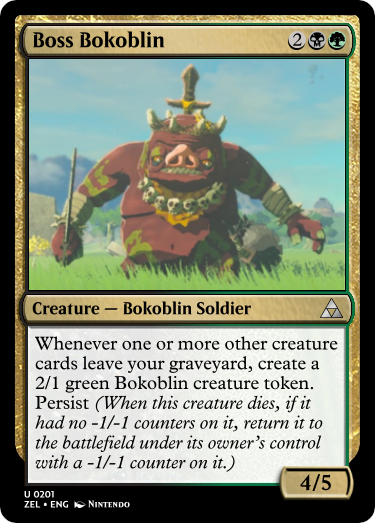 Boss Bokoblin 2
Creature — Bokoblin Soldier
Whenever one or more other creature
cards leave your graveyard, create a
2/1 green Bokoblin creature token.
Persist (When this creature dies, if it
had no -1/-1 counters on it, return it to
the battlefield under its owner's control
with a -1/-1 counter on it.)
4/5
U 0201
ZEL • ENG Nintendo